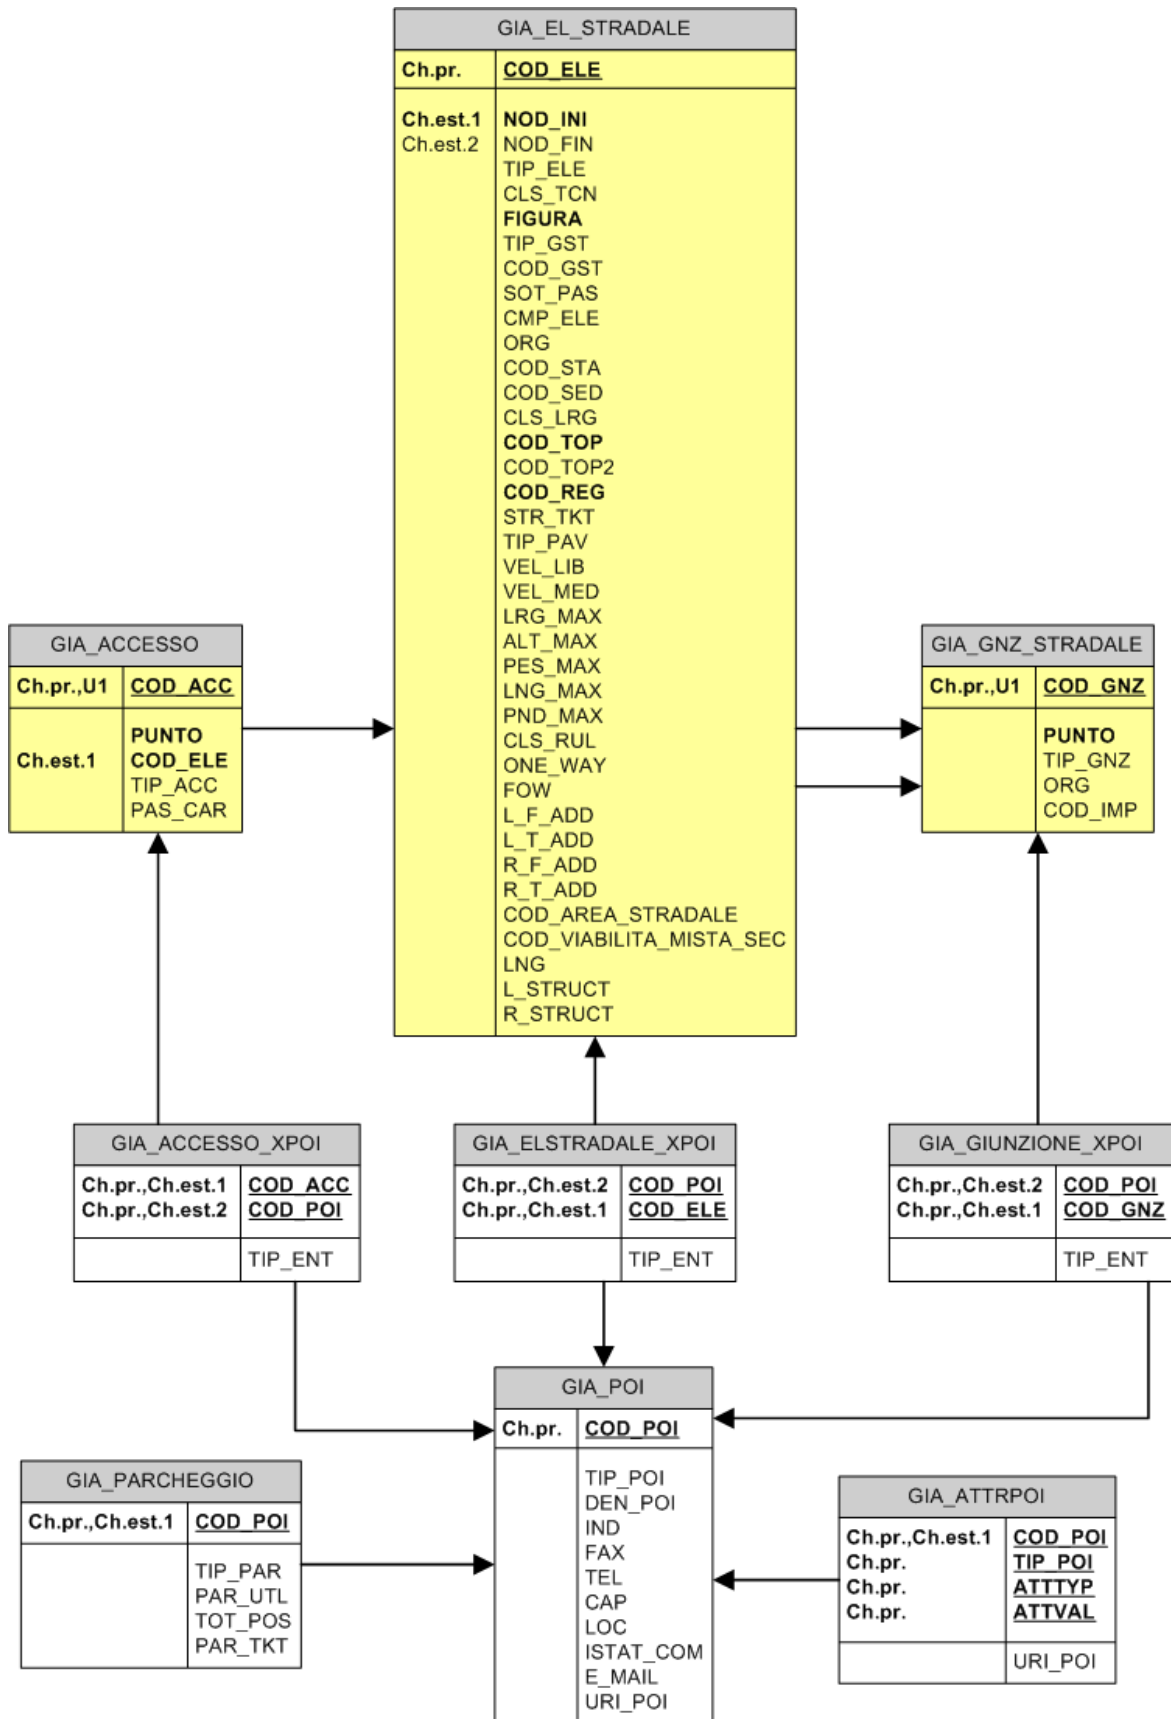 GIA_EL_STRADALE
Ch.pr. COD_ELE
Ch.est.1 NOD_INI
Ch.est.2 NOD_FIN
TIP_ELE
CLS_TCN
FIGURA
TIP_GST
COD_GST
SOT_PAS
CMP_ELE
ORG
COD_STA
COD_SED
CLS_LRG
COD_TOP
COD_TOP2
COD_REG
STR_TKT
TIP_PAV
VEL_LIB
VEL_MED
LRG_MAX
ALT_MAX
PES_MAX
LNG_MAX
PND_MAX
CLS_RUL
ONE_WAY
FOW
L_F_ADD
L_T_ADD
R_F_ADD
R_T_ADD
COD_AREA_STRADALE
COD_VIABILITA_MISTA_SEC
LNG
L_STRUCT
R_STRUCT
GIA_ACCESSO
Ch.pr.,U1 COD_ACC
PUNTO
Ch.est.1 COD_ELE
TIP_ACC
PAS_CAR
GIA_GNZ_STRADALE
Ch.pr.,U1 COD_GNZ
PUNTO
TIP_GNZ
ORG
COD_IMP
GIA_ACCESSO_XPOI
Ch.pr.,Ch.est.1 COD_ACC
Ch.pr.,Ch.est.2 COD_POI
TIP_ENT
GIA_ELSTRADALE_XPOI
Ch.pr.,Ch.est.2 COD_POI
Ch.pr.,Ch.est.1 COD_ELE
TIP_ENT
GIA_GIUNZIONE_XPOI
Ch.pr.,Ch.est.2 COD_POI
Ch.pr.,Ch.est.1 COD_GNZ
TIP_ENT
GIA_POI
Ch.pr. COD_POI
TIP_POI
DEN_POI
IND
FAX
TEL
CAP
LOC
ISTAT_COM
E_MAIL
URI_POI
GIA_PARCHEGGIO
Ch.pr.,Ch.est.1 COD_POI
TIP_PAR
PAR_UTL
TOT_POS
PAR_TKT
GIA_ATTRPOI
Ch.pr.,Ch.est.1 COD_POI
Ch.pr. TIP_POI
Ch.pr. ATTTYP
Ch.pr. ATTVAL
URI_POI